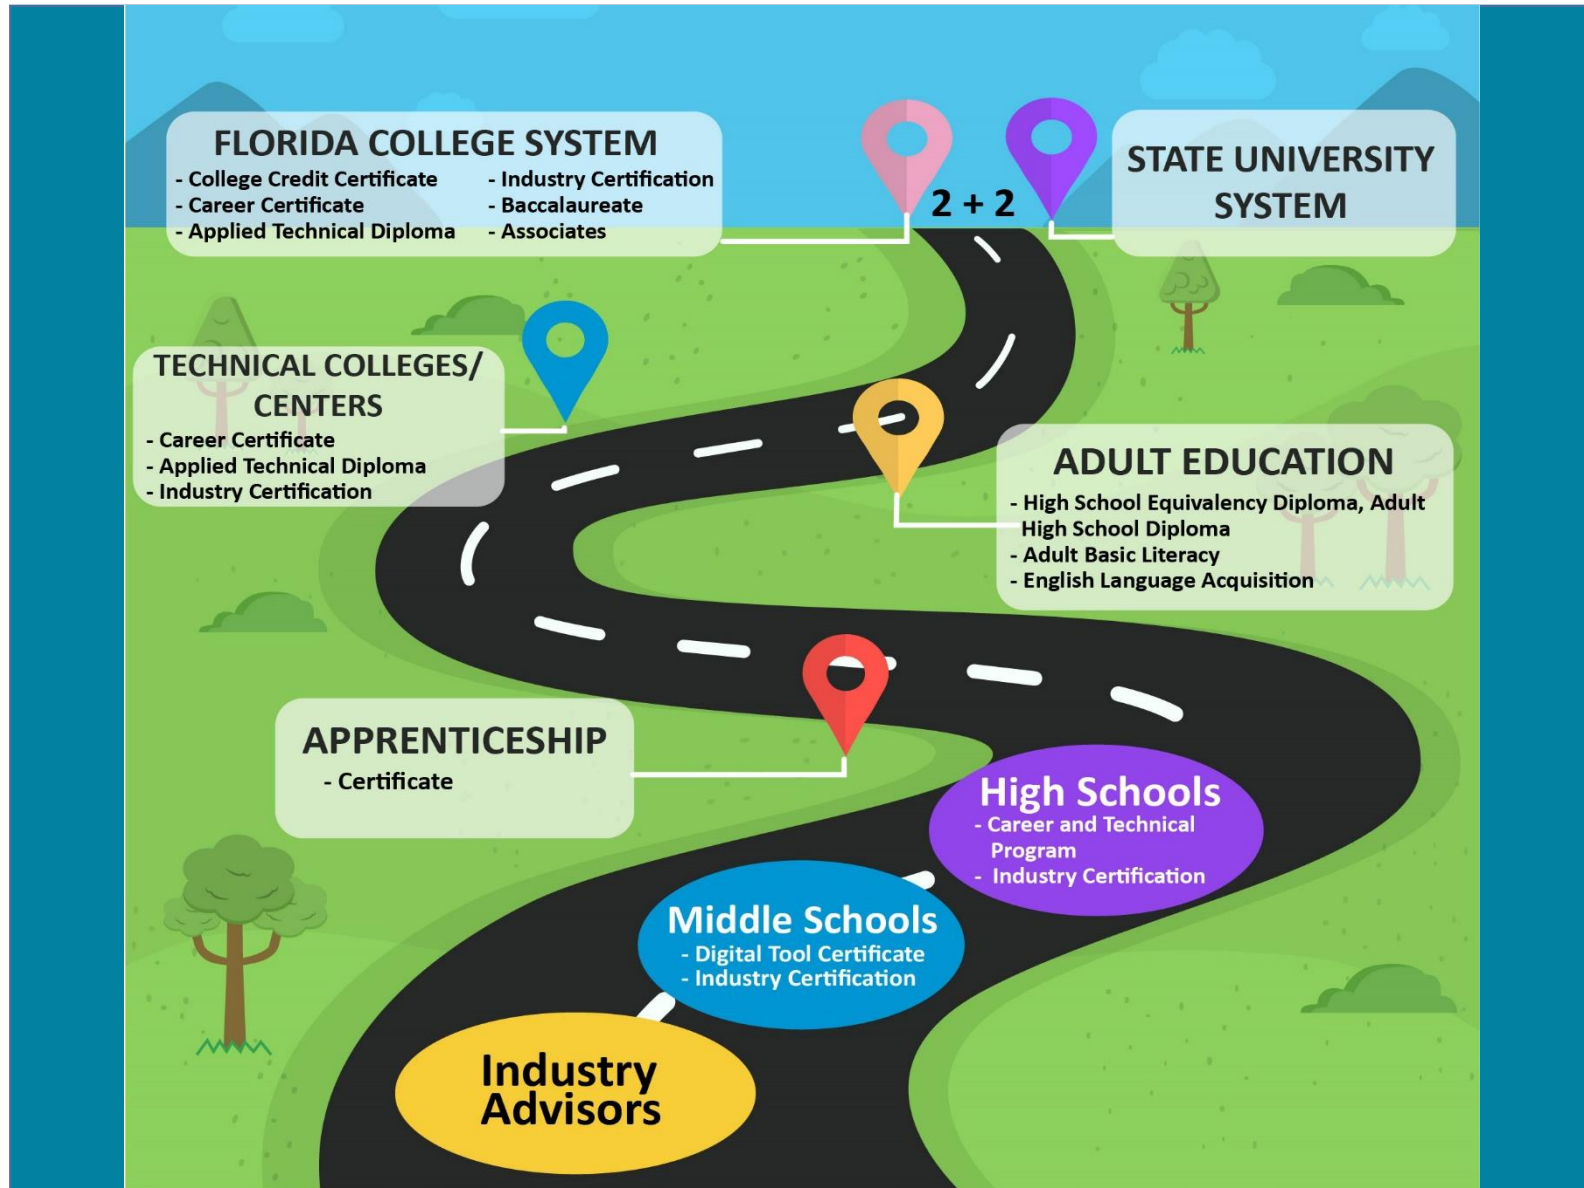 FLORIDA COLLEGE SYSTEM
- College Credit Certificate
- Career Certificate
- Applied Technical Diploma
- Industry Certification
- Baccalaureate
- Associates
2 + 2
STATE UNIVERSITY
SYSTEM
TECHNICAL COLLEGES/
CENTERS
- Career Certificate
- Applied Technical Diploma
- Industry Certification
ADULT EDUCATION
- High School Equivalency Diploma, Adult
High School Diploma
- Adult Basic Literacy
- English Language Acquisition
APPRENTICESHIP
- Certificate
High Schools
- Career and Technical
Program
- Industry Certification
Middle Schools
- Digital Tool Certificate
- Industry Certification
Industry
Advisors